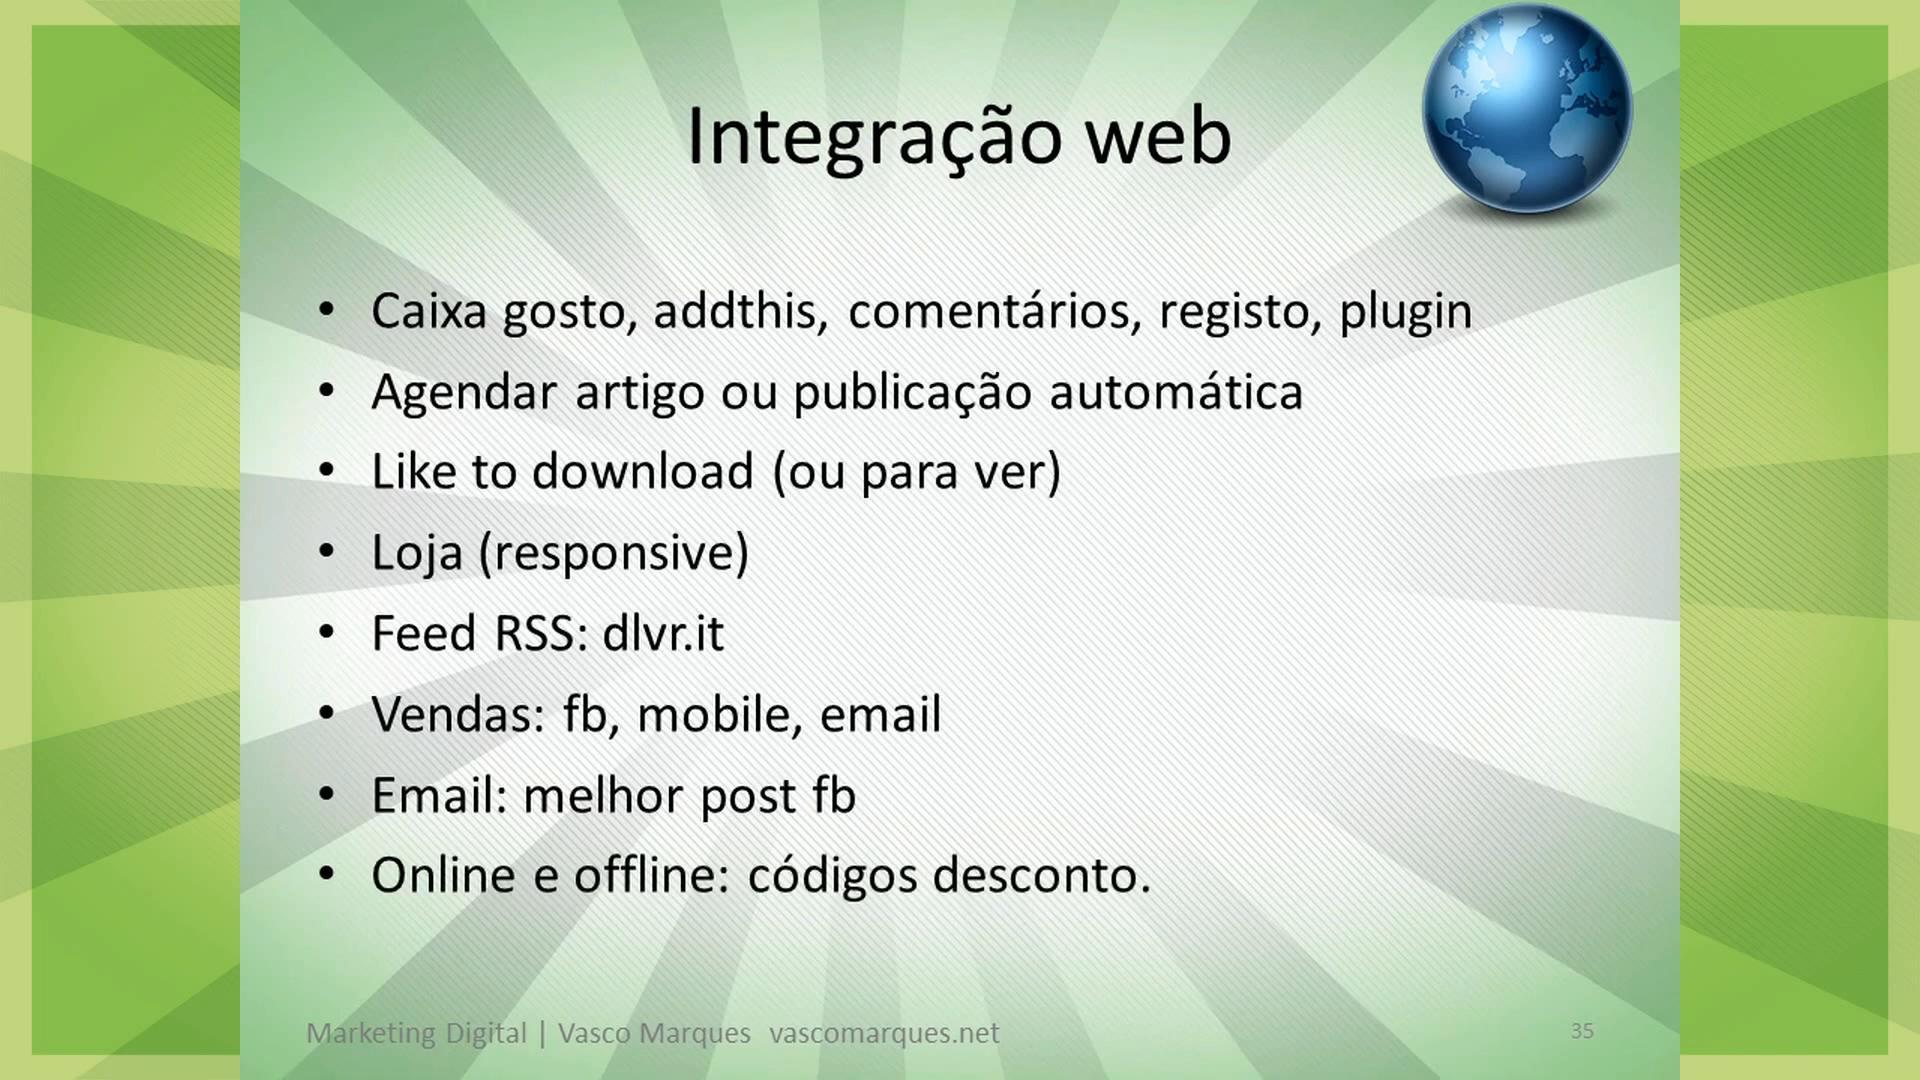 Integração web
• Caixa gosto, addthis, comentários, registo, plugin
• Agendar artigo ou publicação automática
• Like to download (ou para ver)
• Loja (responsive)
• Feed RSS: dlvr.it
• Vendas: fb, mobile, email
• Email: melhor post fb
• Online e offline: códigos desconto.
Marketing Digital | Vasco Marques vascomarques.net
35